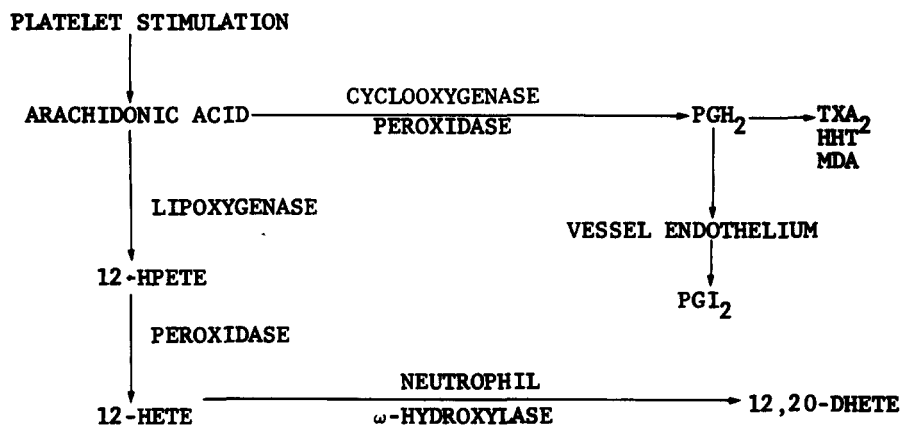 PLATELET STIMULATION
CYCLOOXYGENASE
ARACHIDONIC ACID PGH2 TXA2
PEROXIDASE HHT
MDA
LIPOXYGENASE
VESSEL ENDOTHELIUM
12-HPETE
PGI2
PEROXIDASE
NEUTROPHIL
12-HETE 12,20-DHETE
ω-HYDROXYLASE